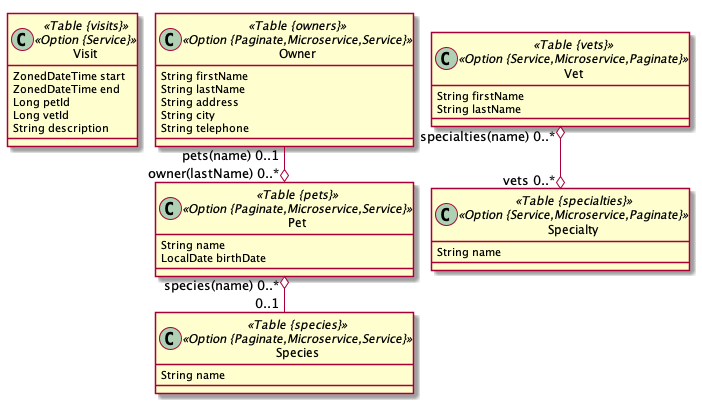 «Table {visits}»
«Option {Service}»
C
Visit
ZonedDateTime start
ZonedDateTime end
Long petId
Long vetId
String description
«Table {owners}»
«Option {Paginate,Microservice,Service}»
C
Owner
String firstName
String lastName
String address
String city
String telephone
«Table {vets}»
«Option {Service,Microservice,Paginate}»
C
Vet
String firstName
String lastName
pets(name) 0..1
owner(lastName) 0..*
specialties(name) 0..*
vets 0..*
«Table {pets}»
«Option {Paginate,Microservice,Service}»
C
Pet
String name
LocalDate birthDate
«Table {specialties}»
«Option {Service,Microservice,Paginate}»
C
Specialty
String name
species(name) 0..*
0..1
«Table {species}»
«Option {Paginate,Microservice,Service}»
C
Species
String name